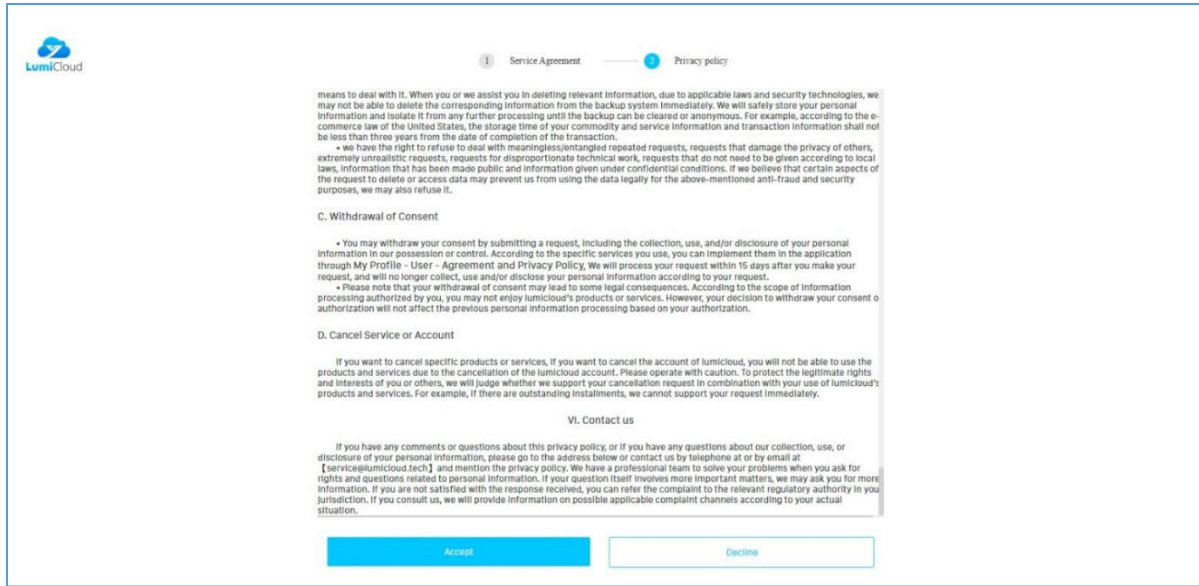 LumiCloud
1 Service Agreement 2 Privacy policy
means to deal with it. When you or we assist you in deleting relevant information, due to applicable laws and security technologies, we
may not be able to delete the corresponding information from the backup system immediately. We will safely store your personal
information and isolate it from any further processing until the backup can be cleared or anonymous. For example, according to the e-
commerce law of the United States, the storage time of your commodity and service information and transaction information shall not
be less than three years from the date of completion of the transaction.
• we have the right to refuse to deal with meaningless/entangled repeated requests, requests that damage the privacy of others,
extremely unrealistic requests, requests for disproportionate technical work, requests that do not need to be given according to local
laws, information that has been made public and information given under confidential conditions. If we believe that certain aspects of
the request to delete or access data may prevent us from using the data legally for the above-mentioned anti-fraud and security
purposes, we may also refuse it.
C. Withdrawal of Consent
• You may withdraw your consent by submitting a request, including the collection, use, and/or disclosure of your personal
information in our possession or control. According to the specific services you use, you can implement them in the application
through My Profile - User - Agreement and Privacy Policy, We will process your request within 15 days after you make your
request, and will no longer collect, use and/or disclose your personal information according to your request.
• Please note that your withdrawal of consent may lead to some legal consequences. According to the scope of information
processing authorized by you, you may not enjoy lumicloud's products or services. However, your decision to withdraw your consent o
authorization will not affect the previous personal information processing based on your authorization.
D. Cancel Service or Account
If you want to cancel specific products or services, if you want to cancel the account of lumicloud, you will not be able to use the
products and services due to the cancellation of the lumicloud account. Please operate with caution. To protect the legitimate rights
and interests of you or others, we will judge whether we support your cancellation request in combination with your use of lumicloud's
products and services. For example, if there are outstanding installments, we cannot support your request immediately.
VI. Contact us
If you have any comments or questions about this privacy policy, or if you have any questions about our collection, use, or
disclosure of your personal information, please go to the address below or contact us by telephone at or by email at
【service@lumicloud.tech】and mention the privacy policy. We have a professional team to solve your problems when you ask for
rights and questions related to personal information. If your question itself involves more important matters, we may ask you for more
information. If you are not satisfied with the response received, you can refer the complaint to the relevant regulatory authority in you
jurisdiction. If you consult us, we will provide information on possible applicable complaint channels according to your actual
situation.
Accept Decline